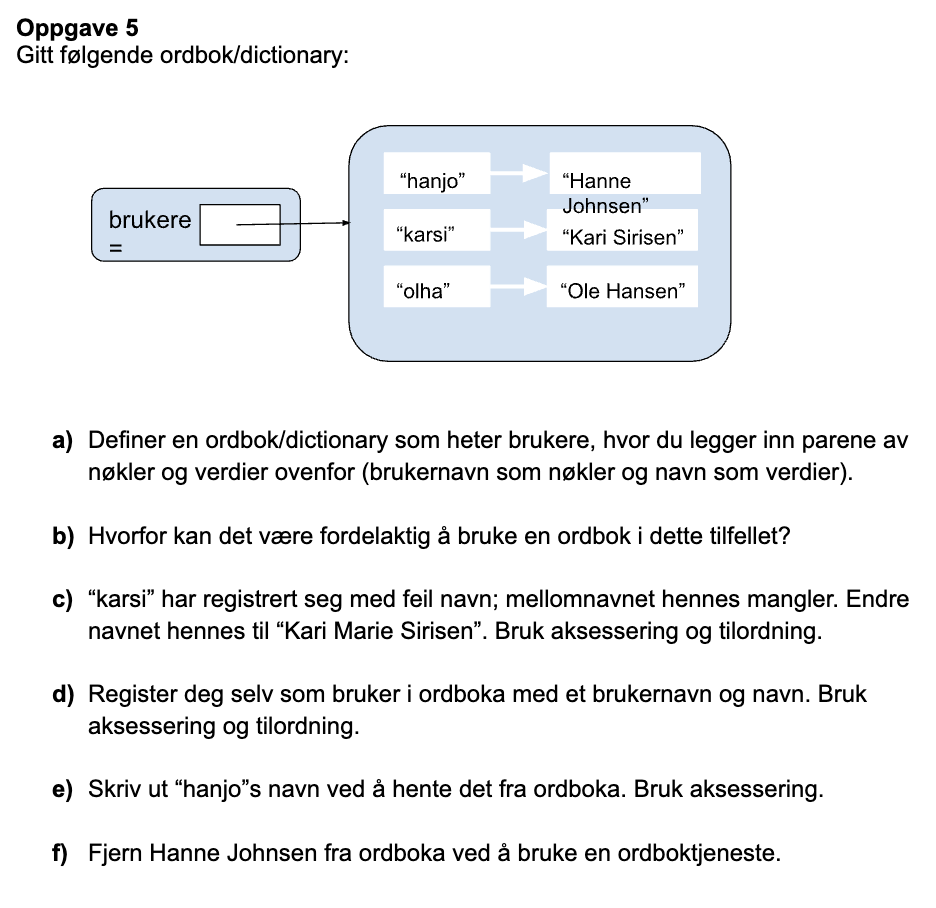 Oppgave 5
Gitt følgende ordbok/dictionary:
brukere
=
“hanjo”
“Hanne
Johnsen”
“karsi”
“Kari Sirisen”
“olha”
“Ole Hansen”
a) Definer en ordbok/dictionary som heter brukere, hvor du legger inn parene av
nøkler og verdier ovenfor (brukernavn som nøkler og navn som verdier).
b) Hvorfor kan det være fordelaktig å bruke en ordbok i dette tilfellet?
c) “karsi” har registrert seg med feil navn; mellomnavnet hennes mangler. Endre
navnet hennes til “Kari Marie Sirisen”. Bruk aksessering og tilordning.
d) Register deg selv som bruker i ordboka med et brukernavn og navn. Bruk
aksessering og tilordning.
e) Skriv ut “hanjo”s navn ved å hente det fra ordboka. Bruk aksessering.
f) Fjern Hanne Johnsen fra ordboka ved å bruke en ordboktjeneste.